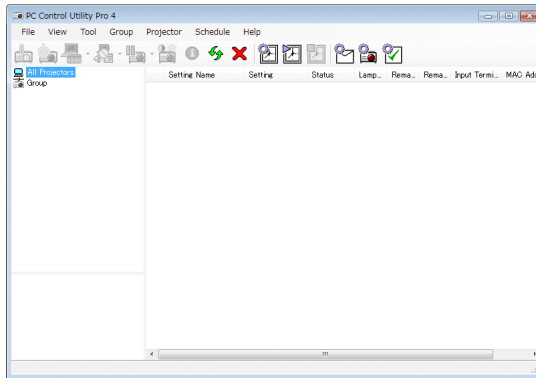 PC Control Utility Pro 4
File View Tool Group Projector Schedule Help
All Projectors
Group
Setting Name Setting Status Lamp... Rema... Rema... Input Termi... MAC Add